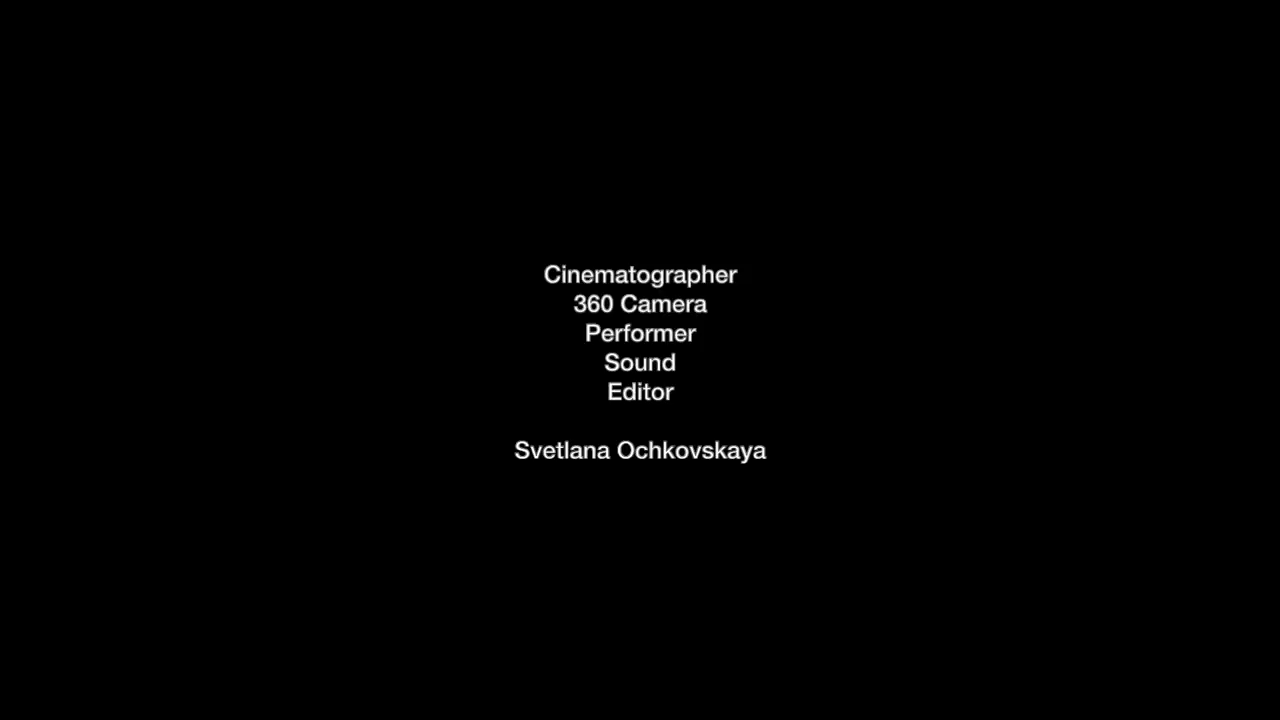 Cinematographer
360 Camera
Performer
Sound
Editor
Svetlana Ochkovskaya